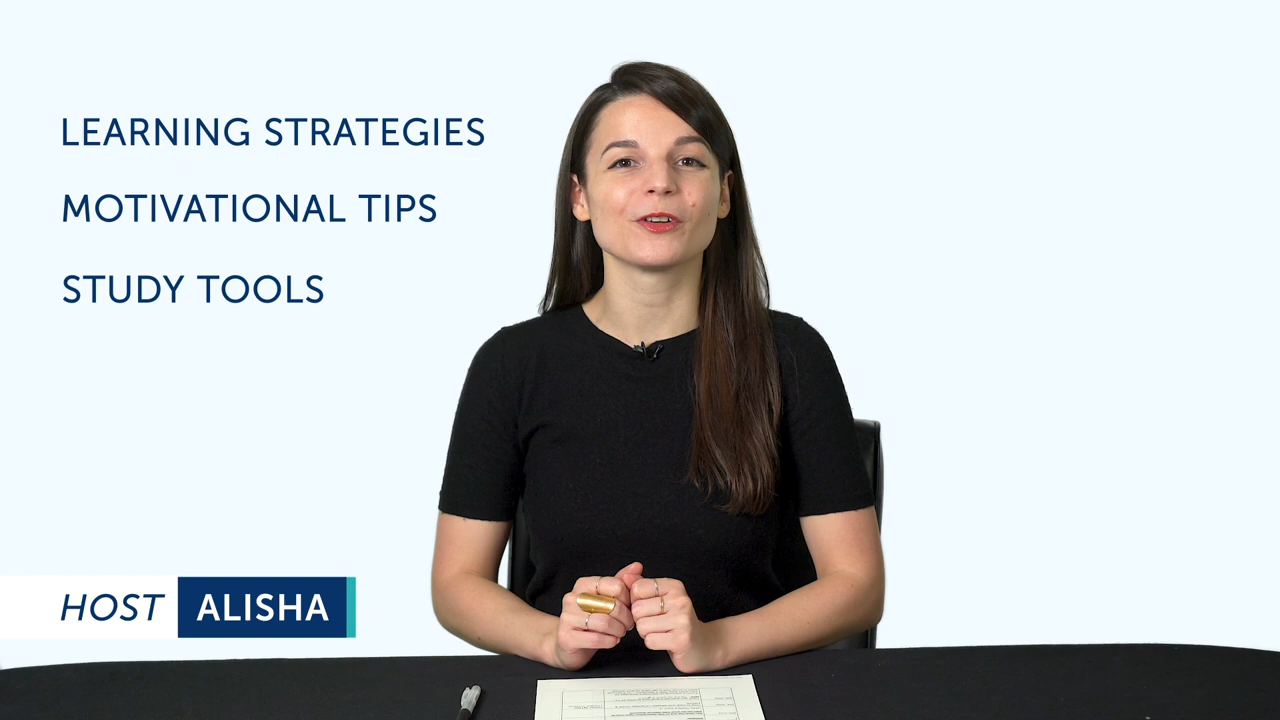 LEARNING STRATEGIES
MOTIVATIONAL TIPS
STUDY TOOLS
HOST ALISHA